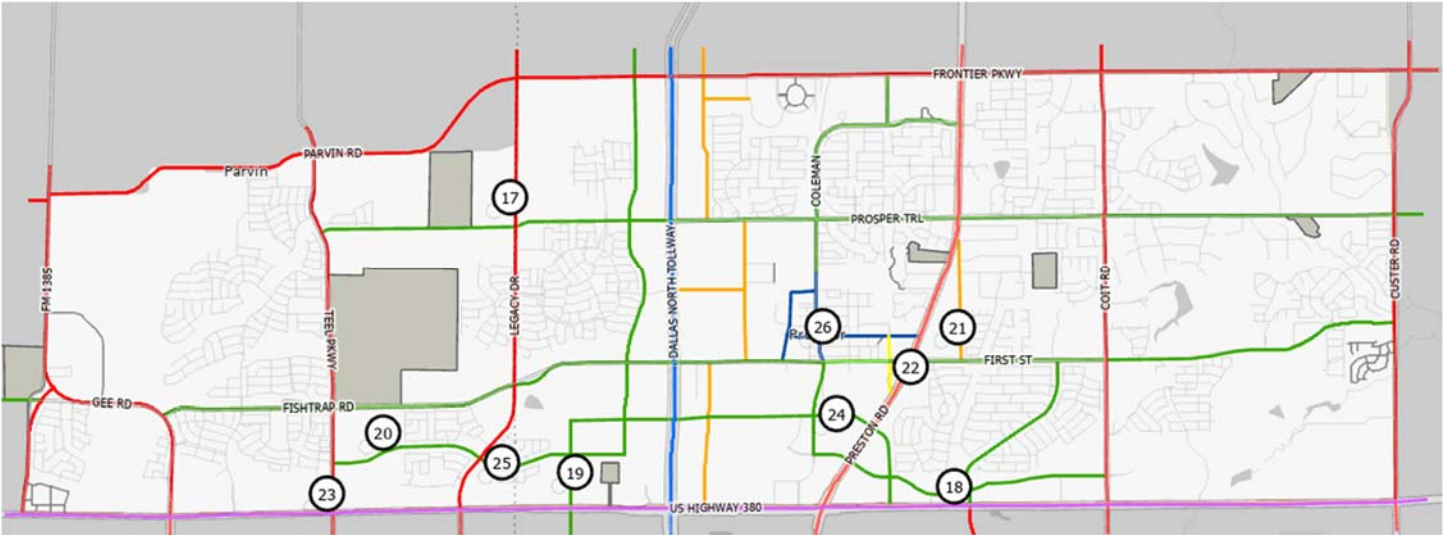 FRONTIER PKWY
PARVIN RD
Parvin
17
COLEMAN
PROSPER TRL
DALLAS NORTH TOLLWAY
FM 1385
TEEL PKWY
LEGACY DR
COIT RD
CUSTER RD
26
21
22
FIRST ST
GEE RD
FISHTRAP RD
20
24
PRESTON RD
25
19
18
23
US HIGHWAY 380